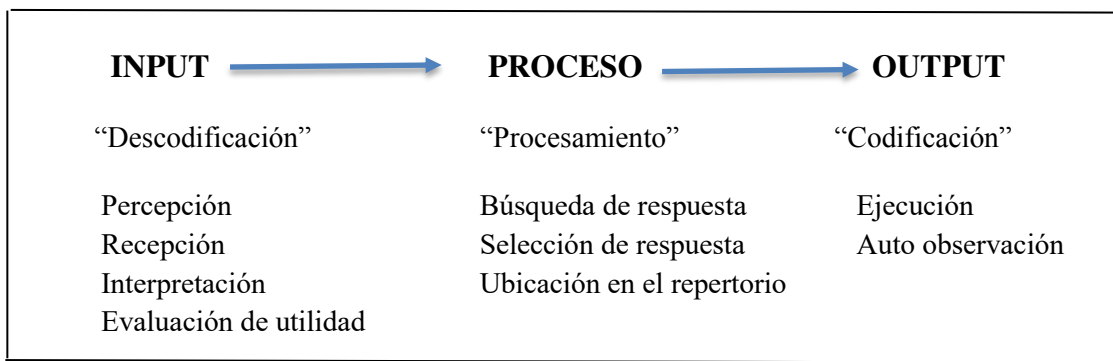 INPUT PROCESO OUTPUT
“Descodificación” “Procesamiento” “Codificación”
Percepción Búsqueda de respuesta Ejecución
Recepción Selección de respuesta Auto observación
Interpretación Ubicación en el repertorio
Evaluación de utilidad